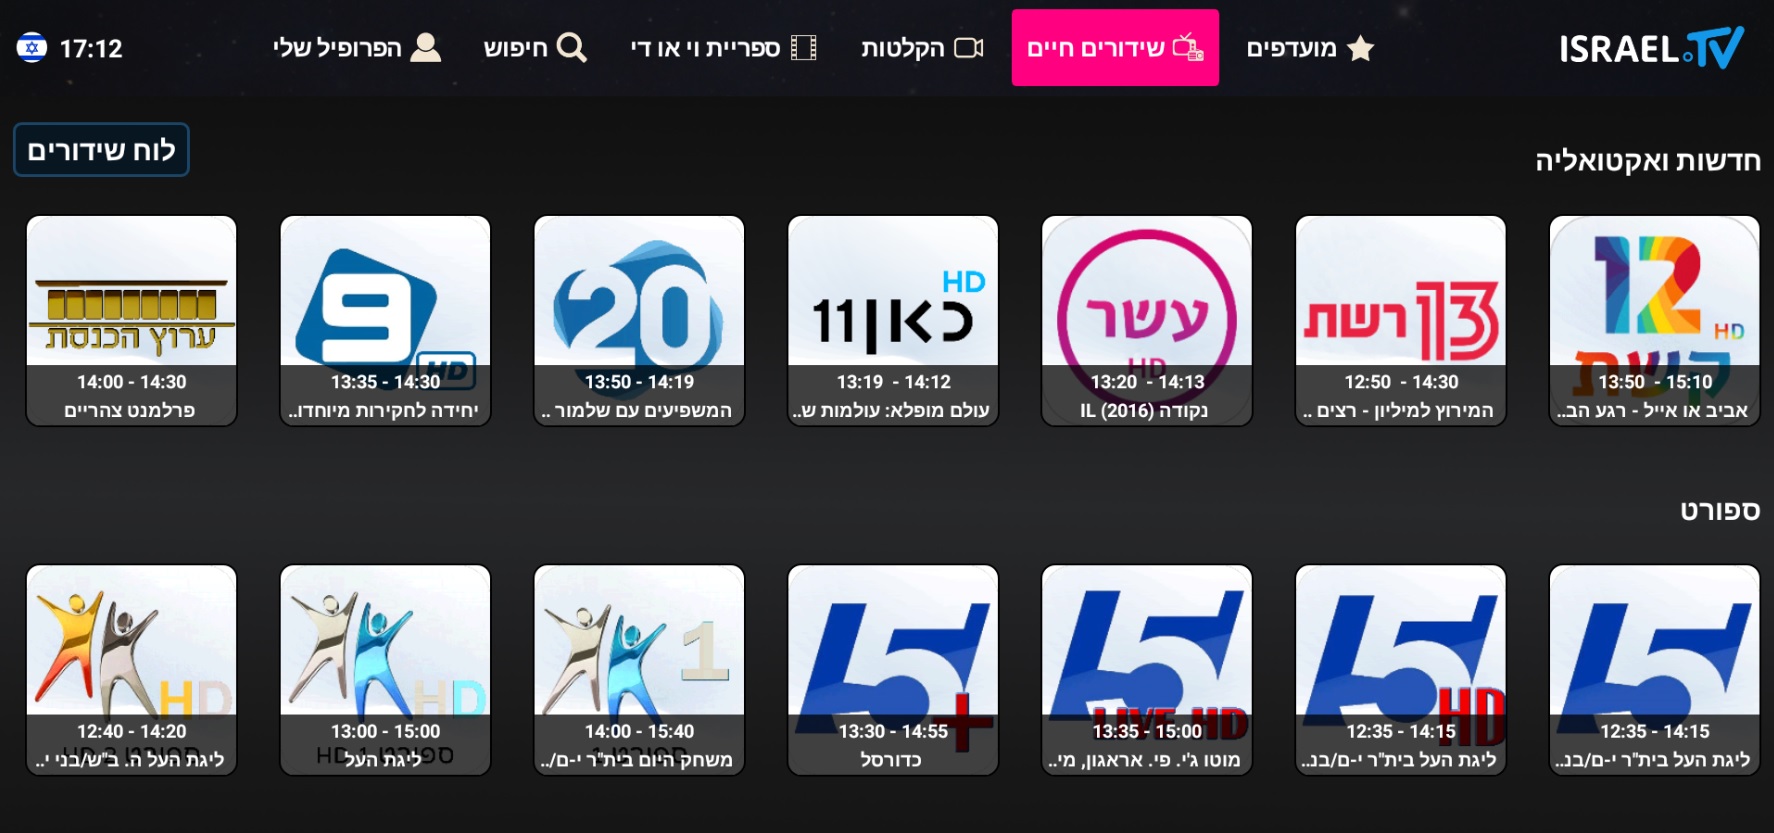 ISRAEL.TV
מועדפים
שידורים חיים
הקלטות
ספריית וי או די
חיפוש
הפרופיל שלי
17:12
חדשות ואקטואליה
לוח שידורים
12 HD
קשת
13:50 - 15:10
אביב או אייל - רגע הב..
רשת 13
12:50 - 14:30
המירוץ למיליון - רצים ..
עשר
HD
13:20 - 14:13
נקודה IL (2016)
HD
כאן 11
13:19 - 14:12
עולם מופלא: עולמות ש..
20
13:50 - 14:19
המשפיעים עם שלמור ..
9
HD
13:35 - 14:30
יחידה לחקירות מיוחדו..
ערוץ הכנסת
14:00 - 14:30
פרלמנט צהריים
ספורט
5
12:35 - 14:15
ליגת העל בית"ר י-ם/בנ..
5 HD
12:35 - 14:15
ליגת העל בית"ר י-ם/בנ..
5 LIVE HD
13:35 - 15:00
מוטו ג'י. פי. אראגון, מי..
5+
13:30 - 14:55
כדורסל
1
ספורט 1
14:00 - 15:40
משחק היום בית"ר י-ם/..
HD
ספורט 1 HD
13:00 - 15:00
ליגת העל
HD
ספורט 2 HD
12:40 - 14:20
ליגת העל ה. ב"ש/בני י..